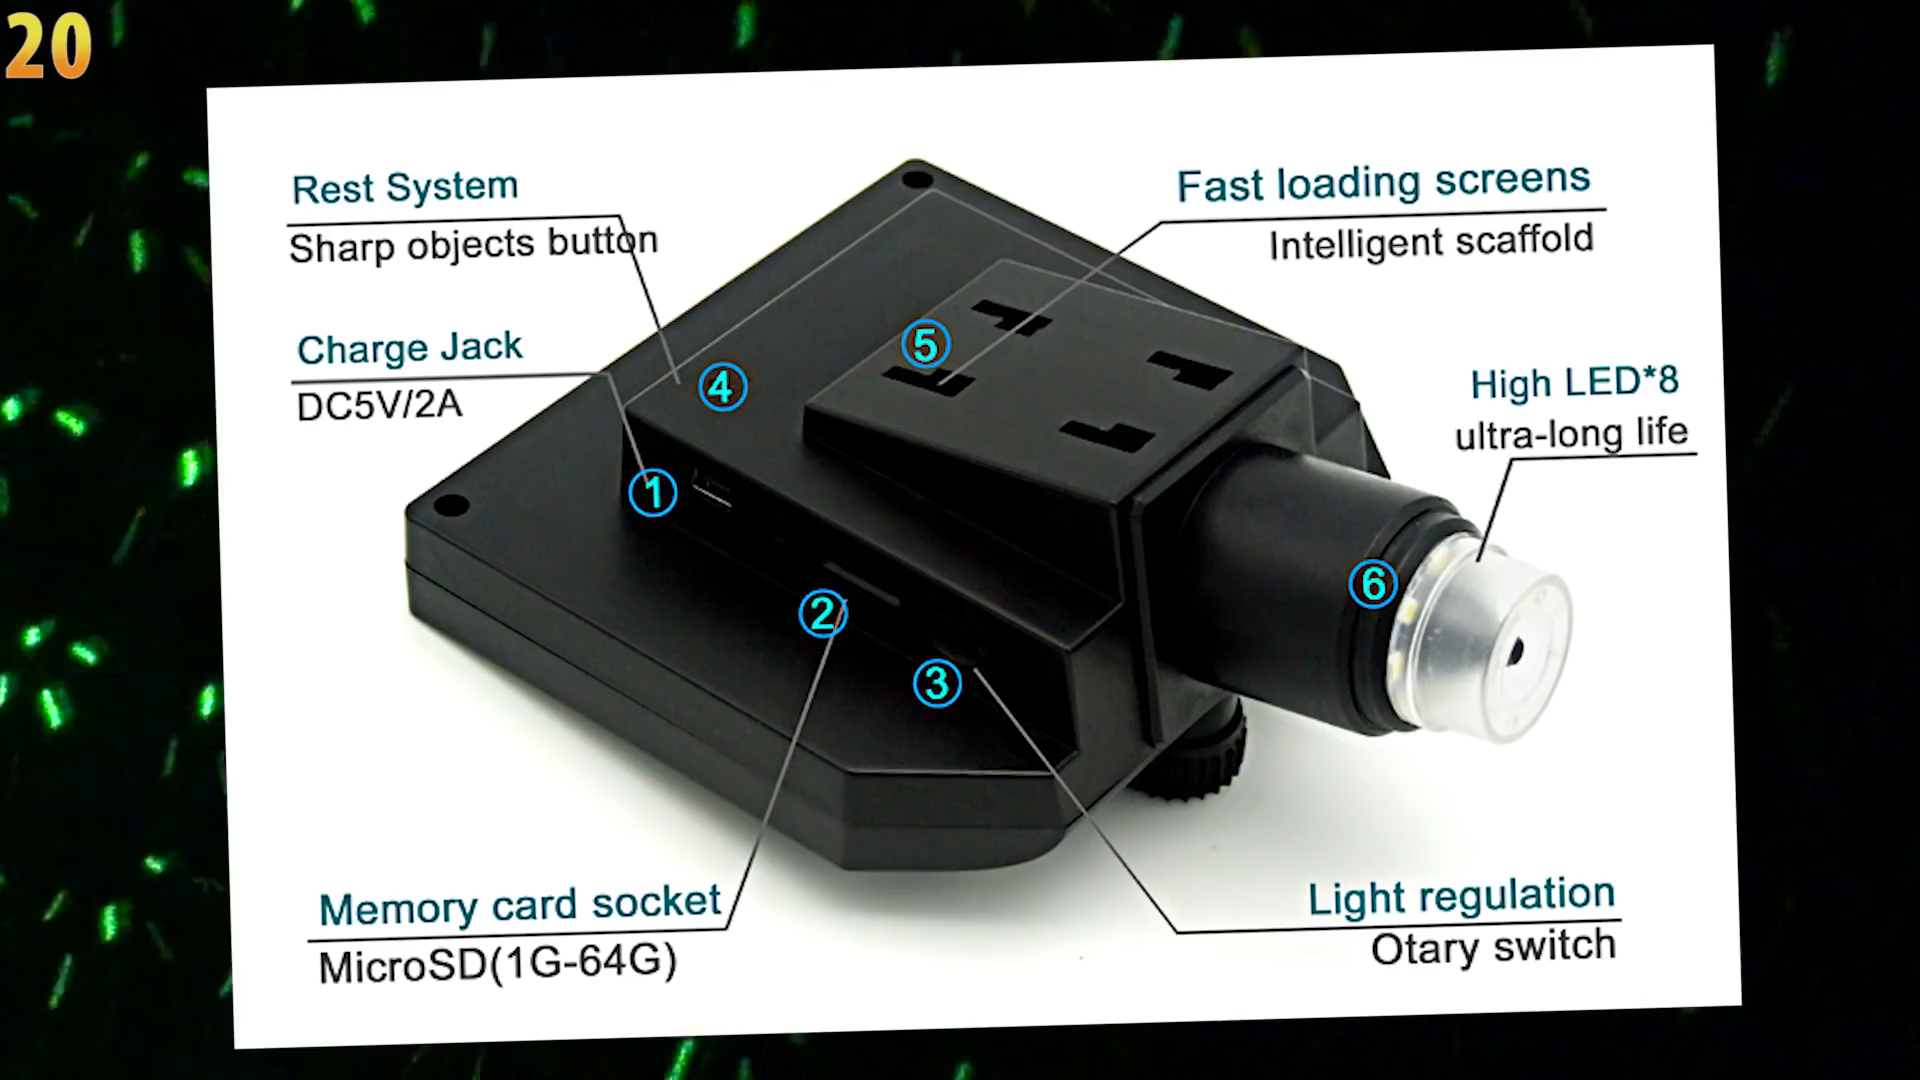 20
Rest System
Sharp objects button
Fast loading screens
Intelligent scaffold
Charge Jack
DC5V/2A
High LED*8
ultra-long life
5
4
1
6
2
3
Memory card socket
MicroSD(1G-64G)
Light regulation
Otary switch